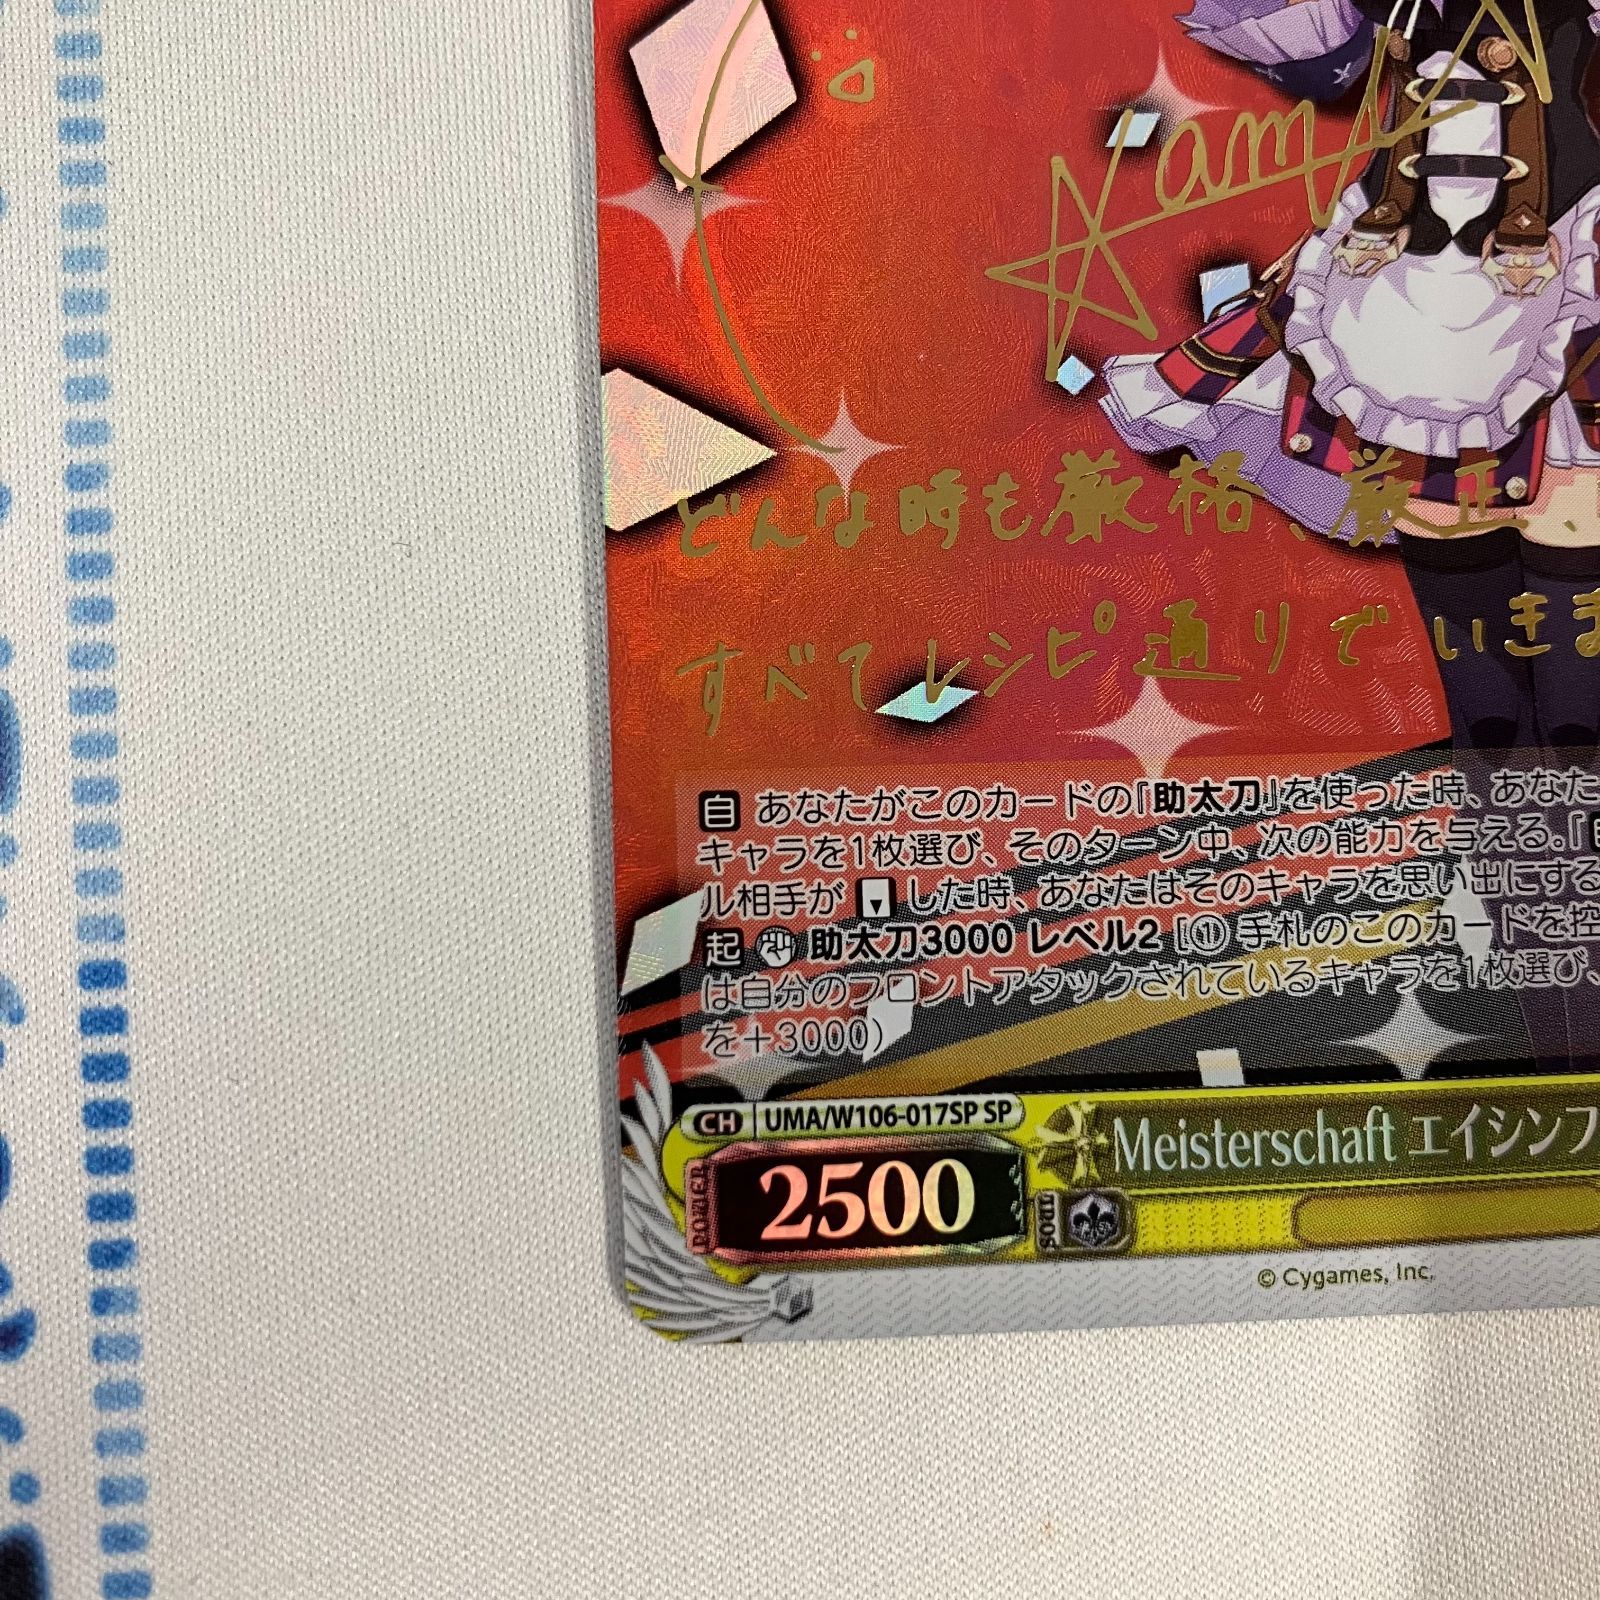 どんな時も厳格、厳正、
すべてレシピ通りでいきま
自 あなたがこのカードの『助太刀』を使った時、あなた
キャラを1枚選び、そのターン中、次の能力を与える。『
ル相手が した時、あなたはそのキャラを思い出にする
起 助太刀3000 レベル2 [① 手札のこのカードを控
は自分のフロントアタックされているキャラを1枚選び、
を+3000)
CH UMA/W106-017SP SP
Meisterschaft エイシンフ
POWER 2500
SOUL
© Cygames, Inc.